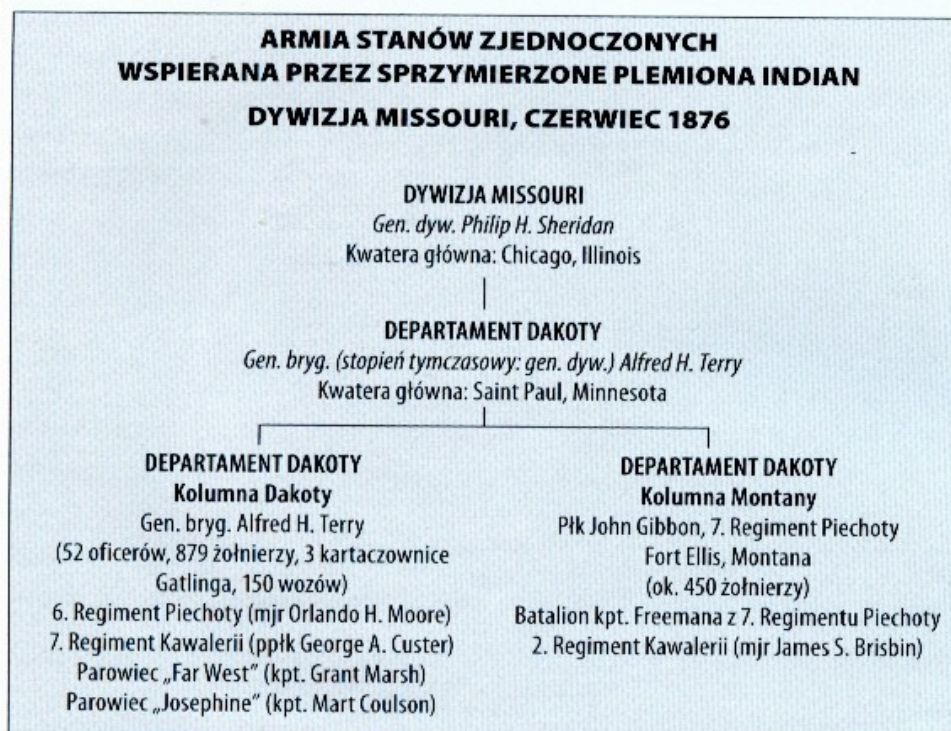 ARMIA STANÓW ZJEDNOCZONYCH
WSPIERANA PRZEZ SPRZYMIERZONE PLEMIONA INDIAN
DYWIZJA MISSOURI, CZERWIEC 1876
DYWIZJA MISSOURI
Gen. dyw. Philip H. Sheridan
Kwatera główna: Chicago, Illinois
DEPARTAMENT DAKOTY
Gen. bryg. (stopień tymczasowy: gen. dyw.) Alfred H. Terry
Kwatera główna: Saint Paul, Minnesota
DEPARTAMENT DAKOTY
Kolumna Dakoty
Gen. bryg. Alfred H. Terry
(52 oficerów, 879 żołnierzy, 3 kartaczownice
Gatlinga, 150 wozów)
6. Regiment Piechoty (mjr Orlando H. Moore)
7. Regiment Kawalerii (ppłk George A. Custer)
Parowiec „Far West” (kpt. Grant Marsh)
Parowiec „Josephine” (kpt. Mart Coulson)
DEPARTAMENT DAKOTY
Kolumna Montany
Płk John Gibbon, 7. Regiment Piechoty
Fort Ellis, Montana
(ok. 450 żołnierzy)
Batalion kpt. Freemana z 7. Regimentu Piechoty
2. Regiment Kawalerii (mjr James S. Brisbin)